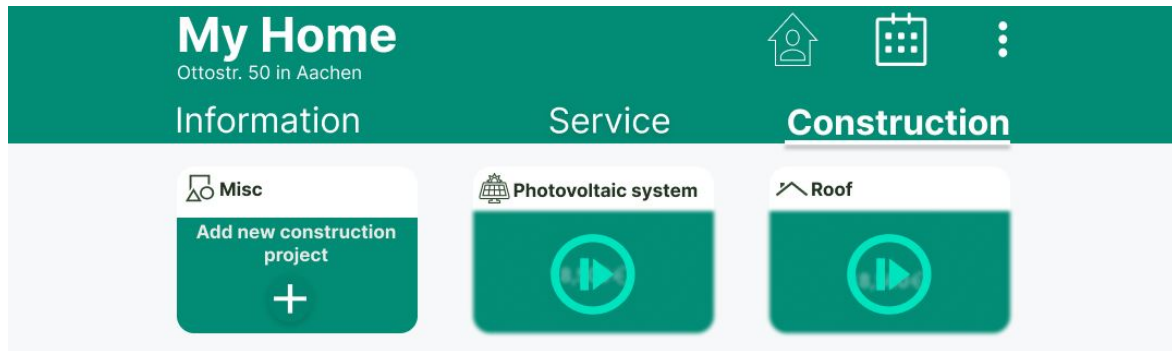 My Home
Ottostr. 50 in Aachen
Information
Service
Construction
Misc
Add new construction
project
Photovoltaic system
Roof